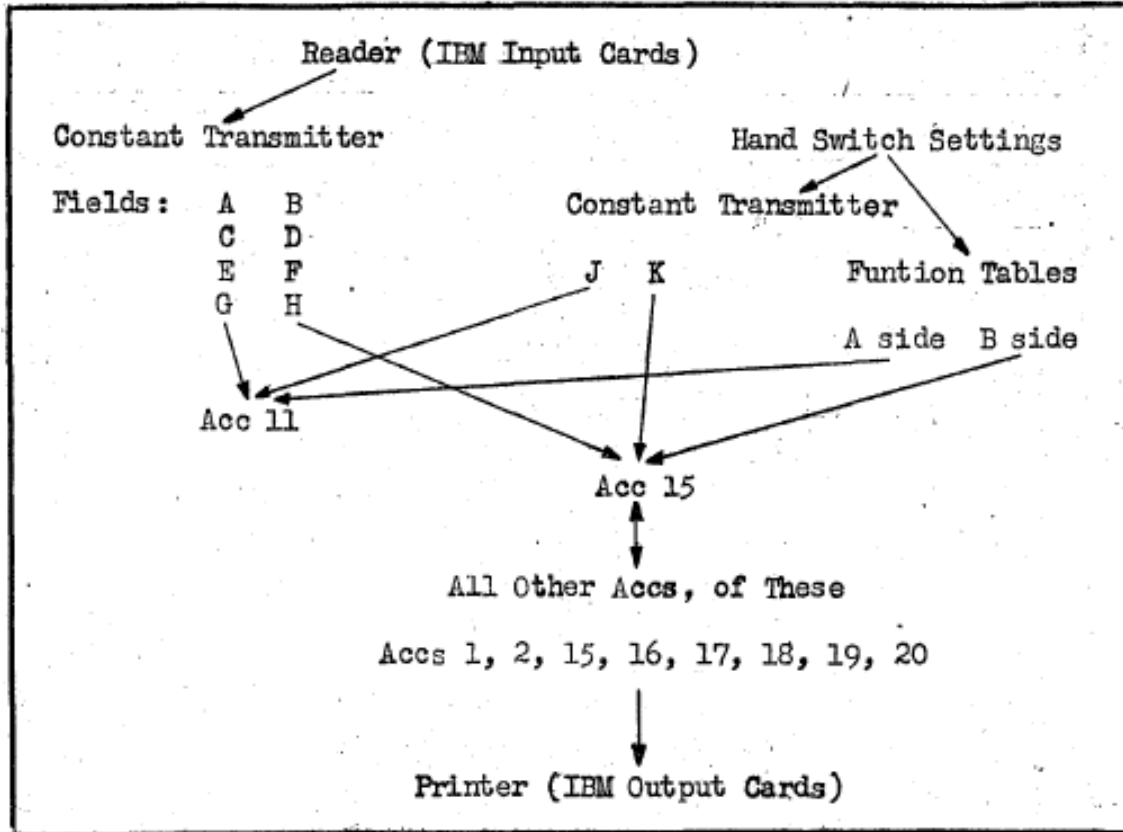 Reader (IBM Input Cards)
Constant Transmitter
Hand Switch Settings
Fields: A B
Constant Transmitter
C D
E F
J K
Funtion Tables
G H
A side B side
Acc 11
Acc 15
All Other Accs, of These
Accs 1, 2, 15, 16, 17, 18, 19, 20
Printer (IBM Output Cards)